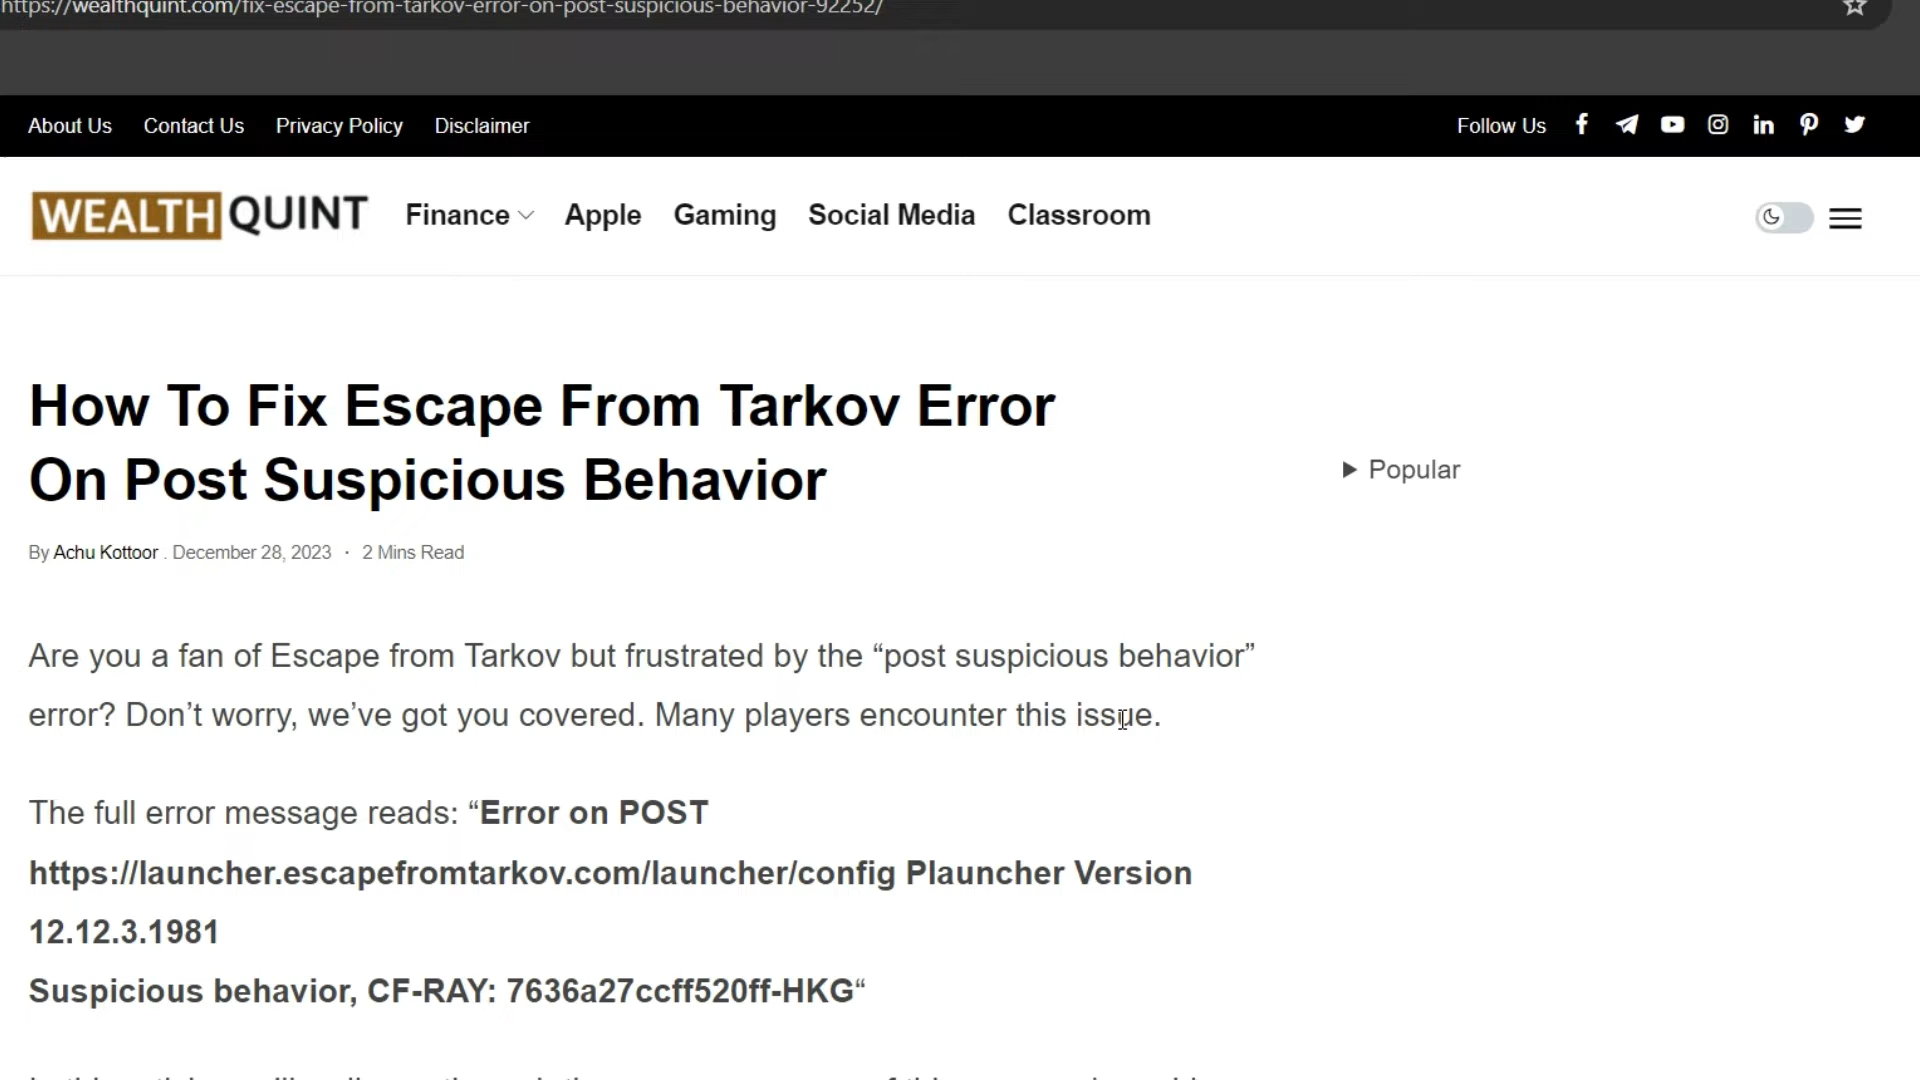 https://wealthquint.com/fix-escape-from-tarkov-error-on-post-suspicious-behavior-92252/
About Us Contact Us Privacy Policy Disclaimer Follow Us
WEALTH QUINT Finance Apple Gaming Social Media Classroom
How To Fix Escape From Tarkov Error
On Post Suspicious Behavior
Popular
By Achu Kottoor . December 28, 2023 · 2 Mins Read
Are you a fan of Escape from Tarkov but frustrated by the “post suspicious behavior”
error? Don’t worry, we’ve got you covered. Many players encounter this issue.
The full error message reads: “Error on POST
https://launcher.escapefromtarkov.com/launcher/config Plauncher Version
12.12.3.1981
Suspicious behavior, CF-RAY: 7636a27ccff520ff-HKG“